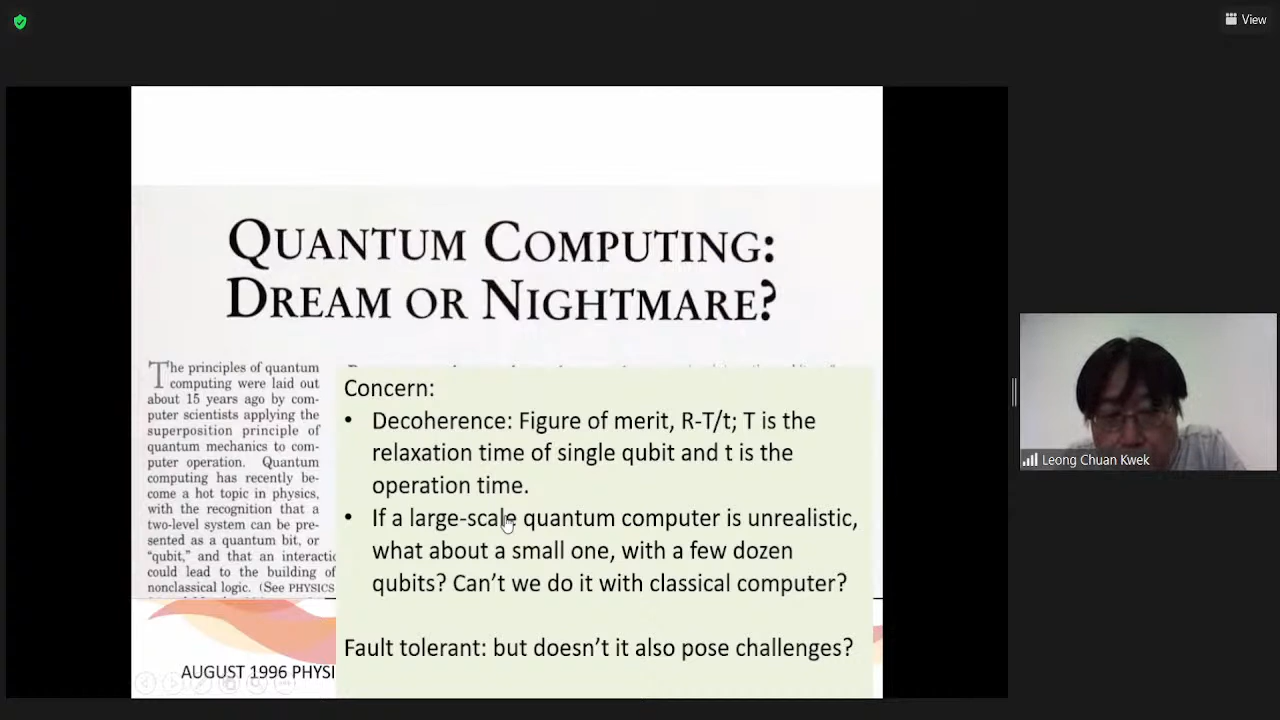 View
QUANTUM COMPUTING:
DREAM OR NIGHTMARE?
The principles of quantum
computing were laid out
about 15 years ago by com-
puter scientists applying the
superposition principle of
quantum mechanics to com-
puter operation. Quantum
computing has recently be-
come a hot topic in physics,
with the recognition that a
two-level system can be pre-
sented as a quantum bit, or
"qubit," and that an interactic
could lead to the building of
nonclassical logic. (See PHYSICS
Concern:
• Decoherence: Figure of merit, R-T/t; T is the
relaxation time of single qubit and t is the
operation time.
• If a large-scale quantum computer is unrealistic,
what about a small one, with a few dozen
qubits? Can't we do it with classical computer?
Fault tolerant: but doesn't it also pose challenges?
AUGUST 1996 PHYSI
Leong Chuan Kwek